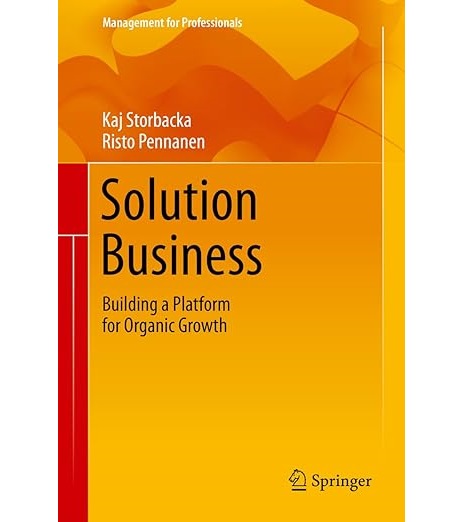 Management for Professionals
Kaj Storbacka
Risto Pennanen
Solution
Business
Building a Platform
for Organic Growth
Springer